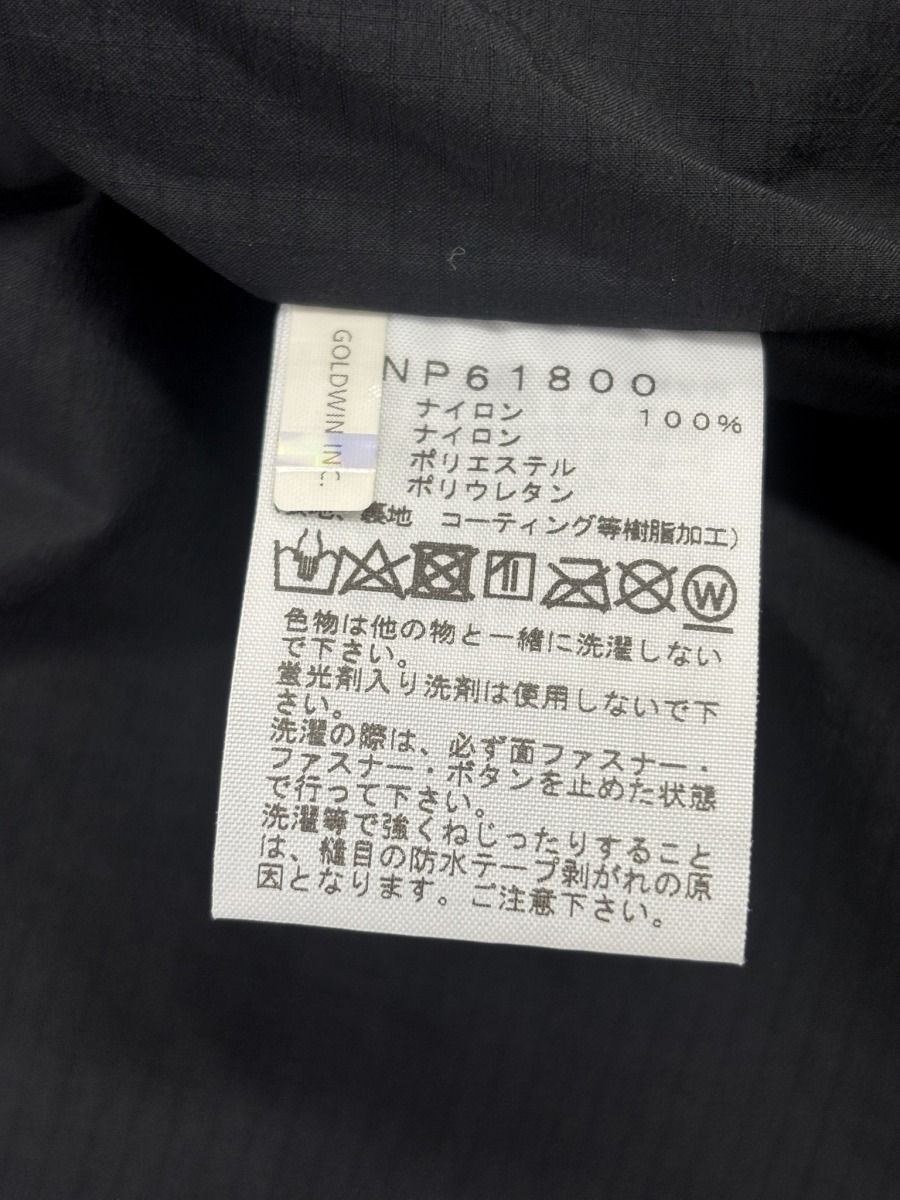 GOLDWIN INC.
NP61800
ナイロン 100%
ナイロン
ポリエステル
ポリウレタン
裏地 コーティング等樹脂加工)
W
色物は他の物と一緒に洗濯しない
で下さい。
蛍光剤入り洗剤は使用しないで下
さい。
洗濯の際は、必ず面ファスナー・
ファスナー・ボタンを止めた状態
で行って下さい。
洗濯等で強くねじったりすること
は、縫目の防水テープ剥がれの原
因となります。ご注意下さい。